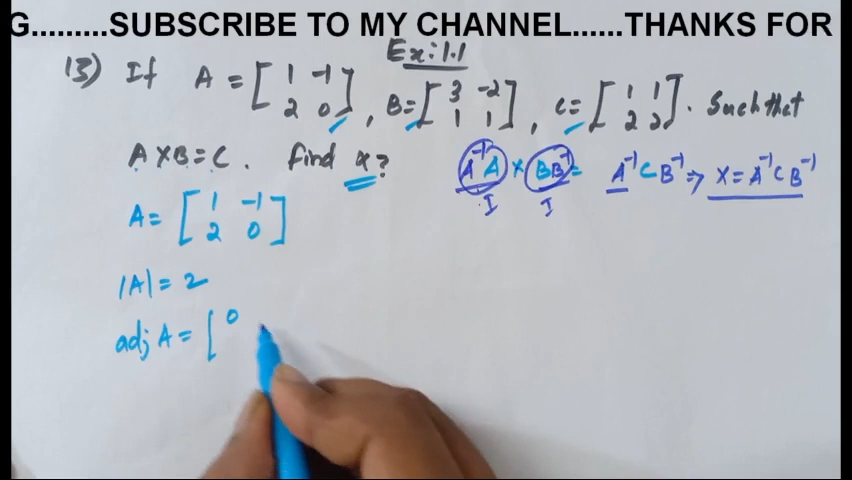 G.........SUBSCRIBE TO MY CHANNEL......THANKS FOR
Ex:1.1
13) If A = [ 1 -1
2 0 ] , B = [ 3 -2
1 1 ] , C = [ 1 1
2 2 ] . Such that
AXB = C . find x?
A⁻¹A X BB⁻¹ = A⁻¹CB⁻¹ ⇒ X = A⁻¹CB⁻¹
I I
A = [ 1 -1
2 0 ]
|A| = 2
adj A = [ 0